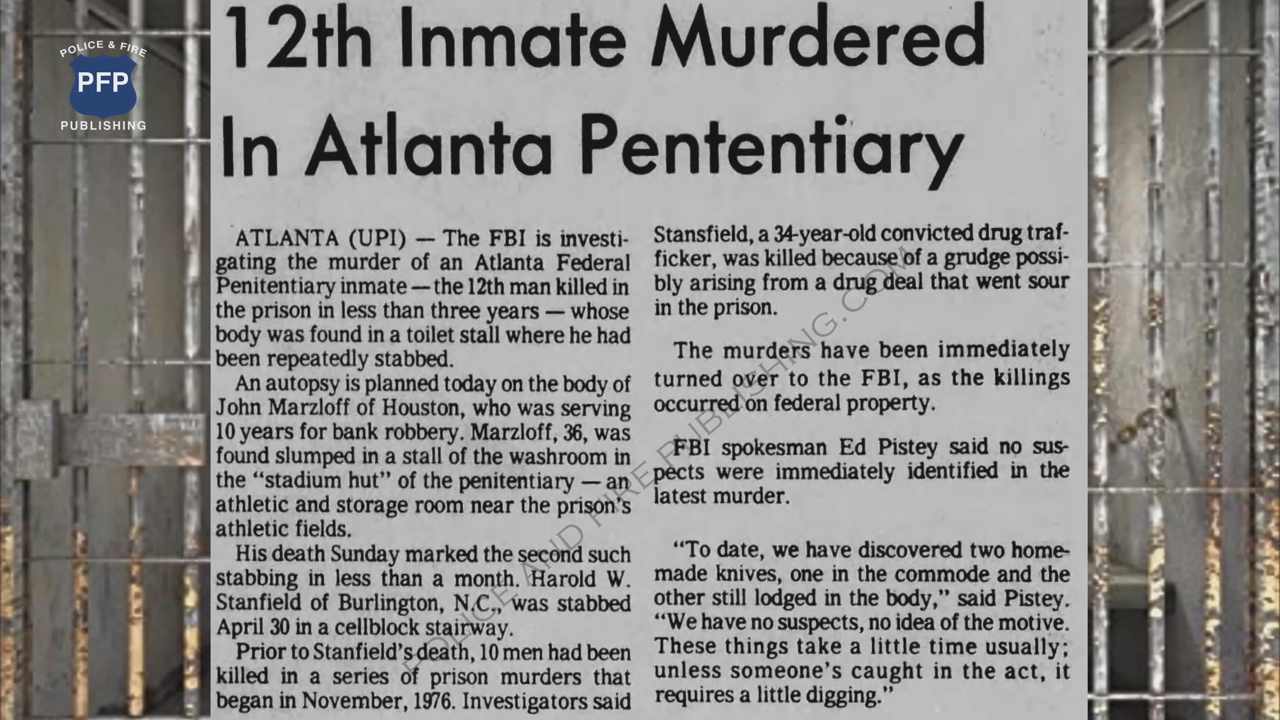 POLICE & FIRE
PFP
PUBLISHING
12th Inmate Murdered
In Atlanta Pententiary
ATLANTA (UPI) — The FBI is investi-
gating the murder of an Atlanta Federal
Penitentiary inmate — the 12th man killed in
the prison in less than three years — whose
body was found in a toilet stall where he had
been repeatedly stabbed.
An autopsy is planned today on the body of
John Marzloff of Houston, who was serving
10 years for bank robbery. Marzloff, 36, was
found slumped in a stall of the washroom in
the “stadium hut” of the penitentiary — an
athletic and storage room near the prison's
athletic fields.
His death Sunday marked the second such
stabbing in less than a month. Harold W.
Stanfield of Burlington, N.C., was stabbed
April 30 in a cellblock stairway.
Prior to Stanfield's death, 10 men had been
killed in a series of prison murders that
began in November, 1976. Investigators said
Stansfield, a 34-year-old convicted drug traf-
ficker, was killed because of a grudge possi-
bly arising from a drug deal that went sour
in the prison.
The murders have been immediately
turned over to the FBI, as the killings
occurred on federal property.
FBI spokesman Ed Pistey said no sus-
pects were immediately identified in the
latest murder.
“To date, we have discovered two home-
made knives, one in the commode and the
other still lodged in the body,” said Pistey.
“We have no suspects, no idea of the motive.
These things take a little time usually;
unless someone's caught in the act, it
requires a little digging.”
POLICE AND FIRE PUBLISHING.COM